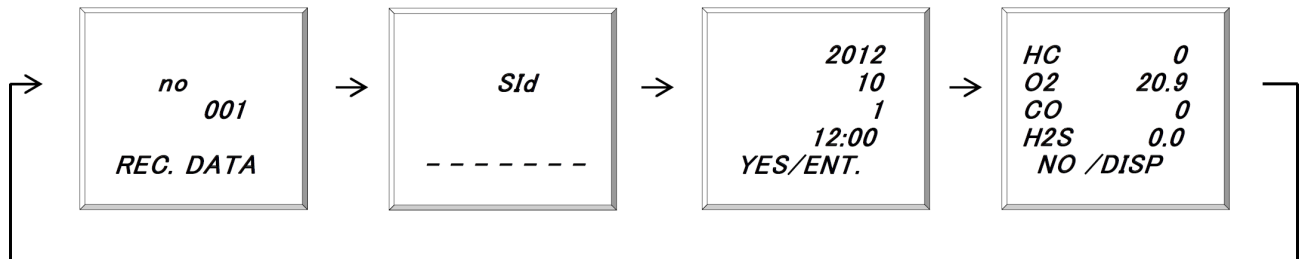 no
001
REC. DATA
SId
- - - - - - -
2012
10
1
12:00
YES/ENT.
HC 0
O2 20.9
CO 0
H2S 0.0
NO /DISP